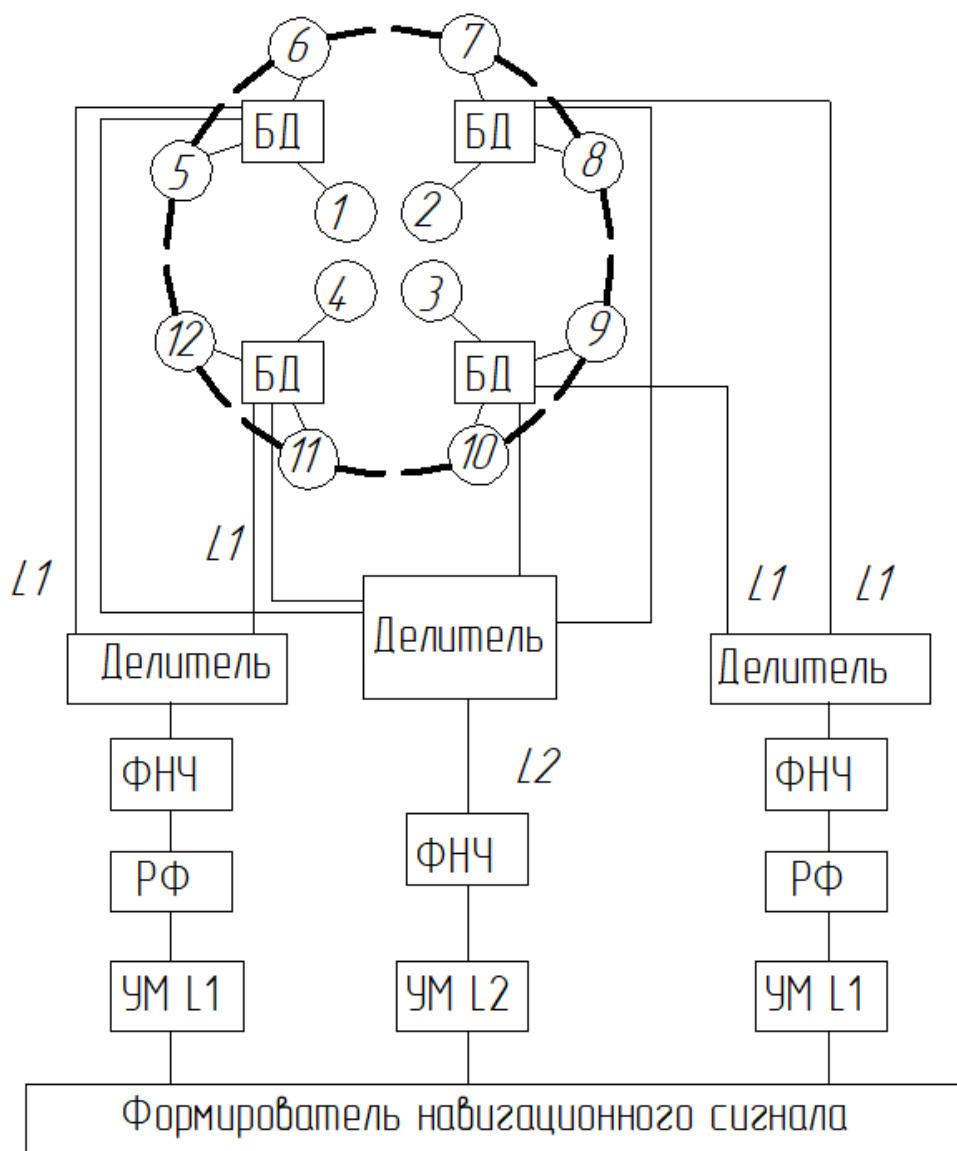 6 7
БД БД
5 8
1 2
4 3
12 9
БД БД
11 10
L1 L1 L1 L1
Делитель Делитель Делитель
ФНЧ L2 ФНЧ
ФНЧ
РФ РФ
УМ L1 УМ L2 УМ L1
Формирователь навигационного сигнала